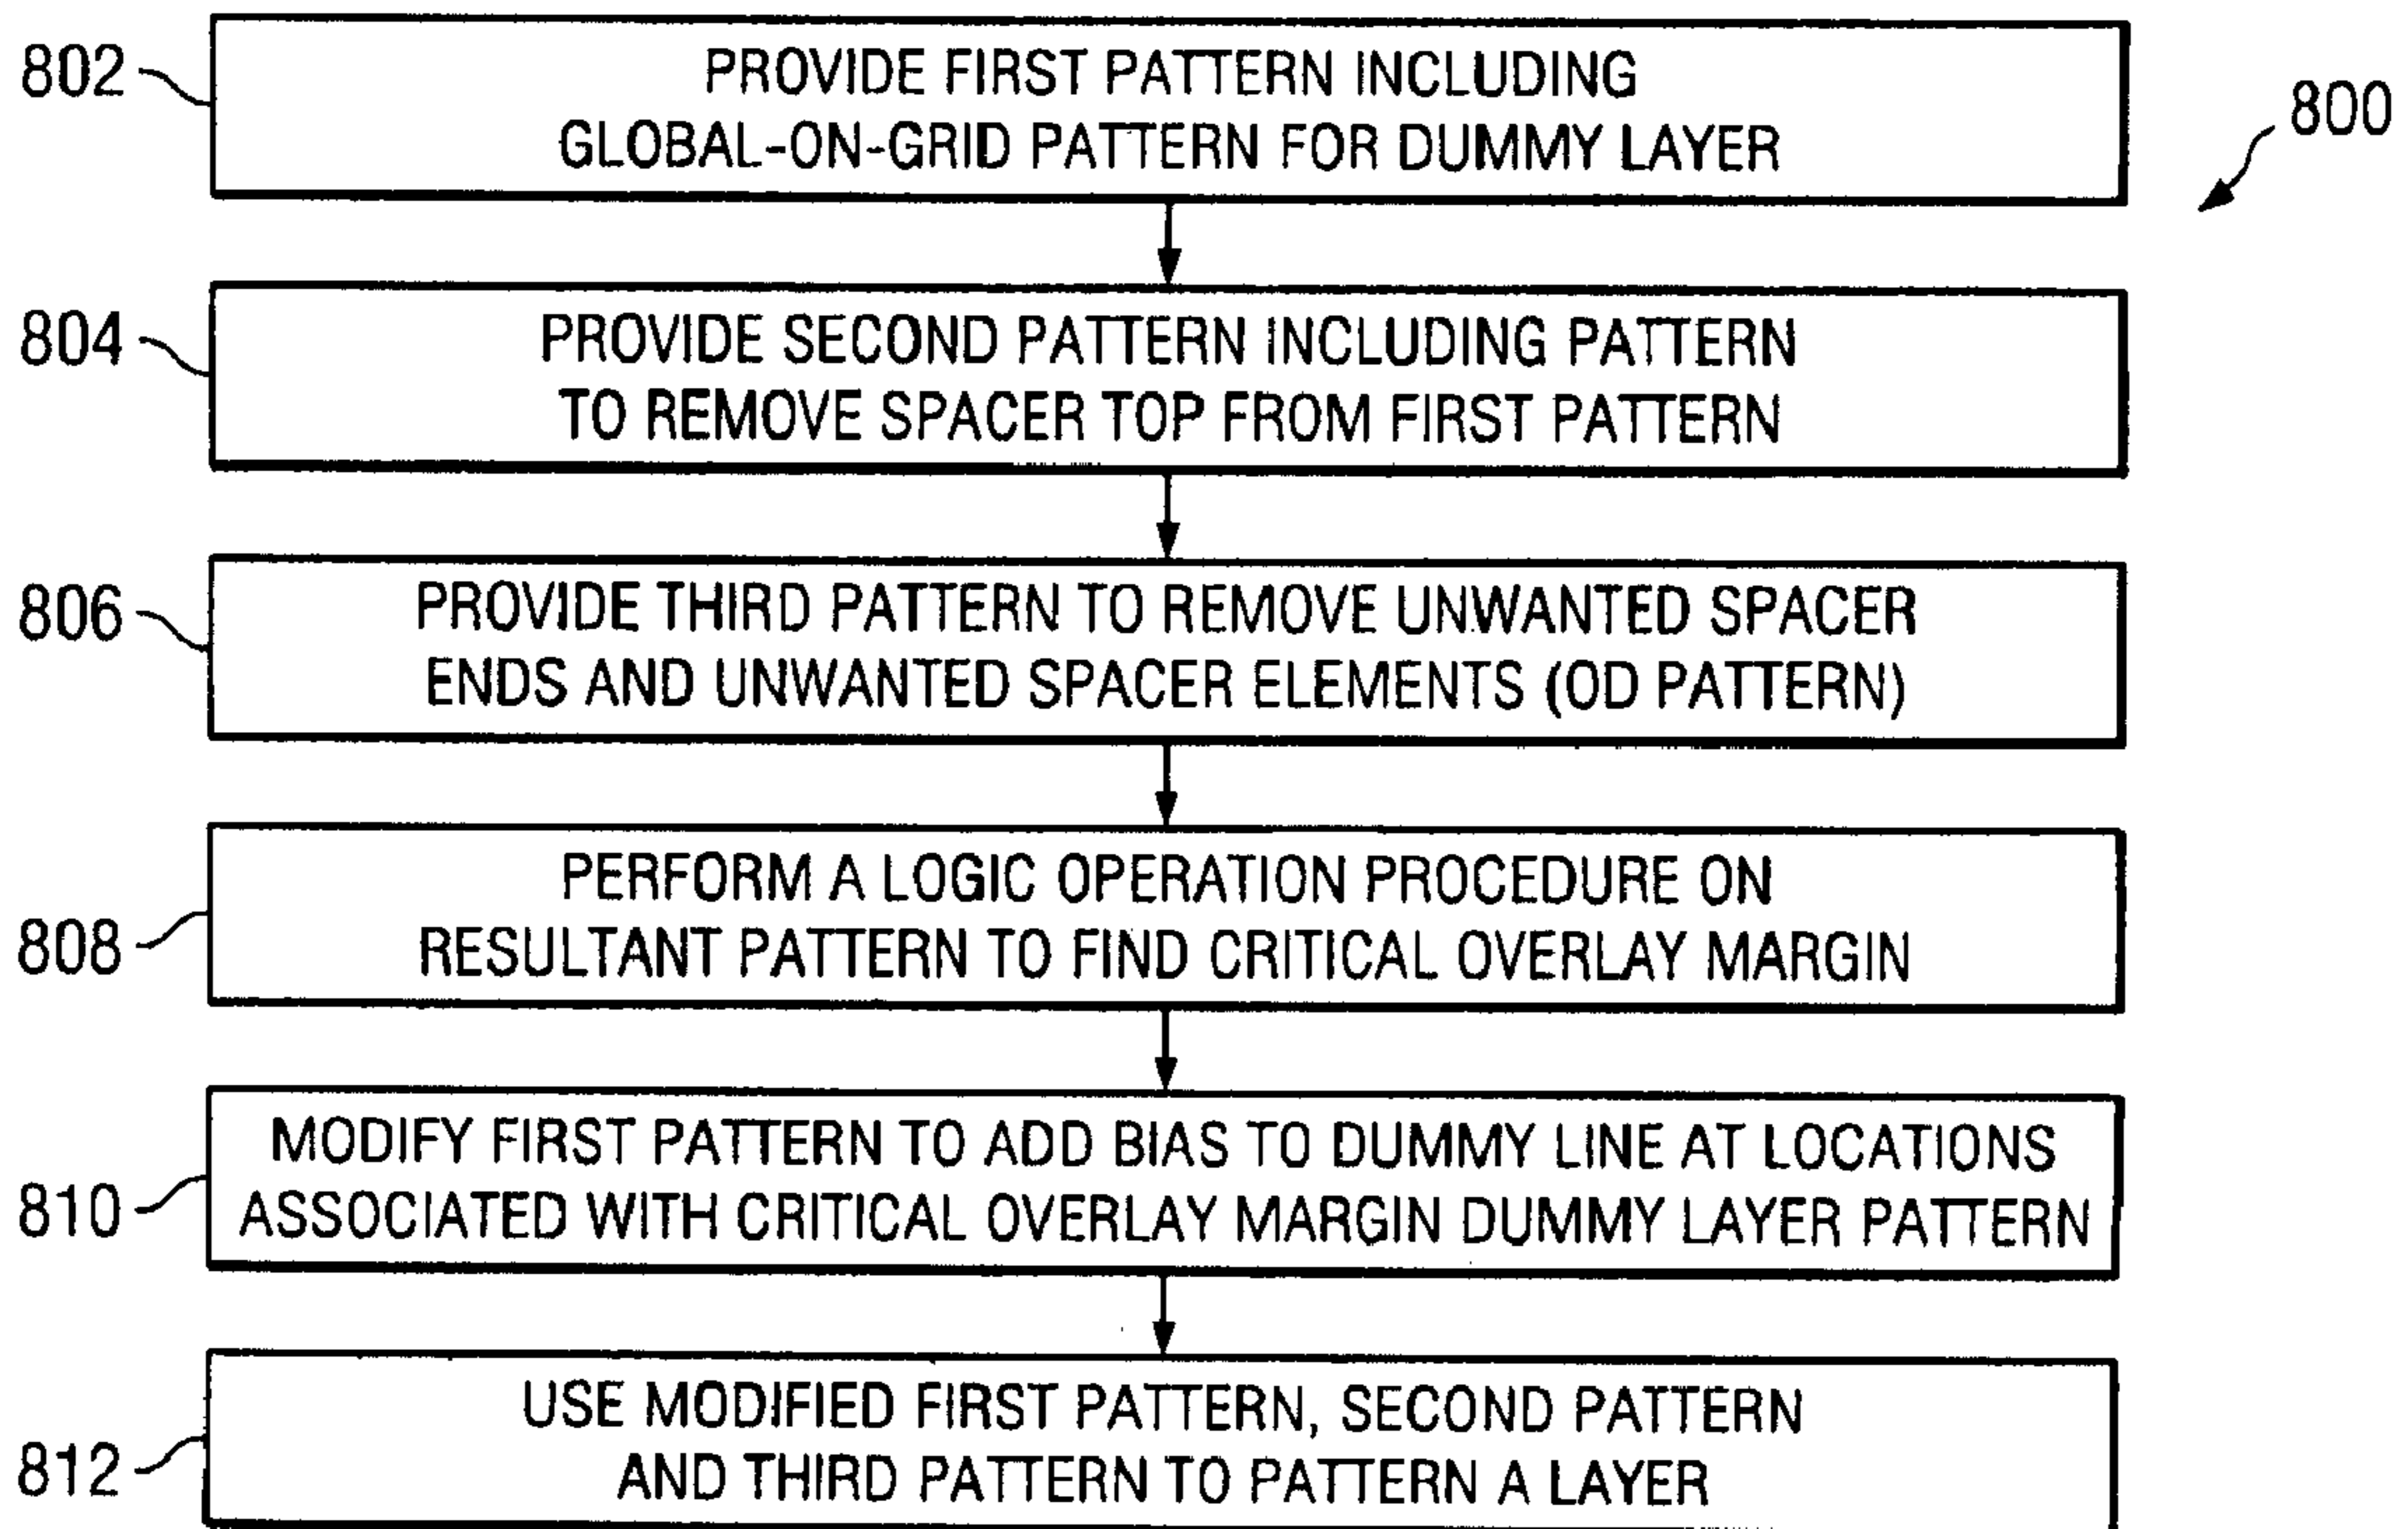 802
PROVIDE FIRST PATTERN INCLUDING
GLOBAL-ON-GRID PATTERN FOR DUMMY LAYER
800
804
PROVIDE SECOND PATTERN INCLUDING PATTERN
TO REMOVE SPACER TOP FROM FIRST PATTERN
806
PROVIDE THIRD PATTERN TO REMOVE UNWANTED SPACER
ENDS AND UNWANTED SPACER ELEMENTS (OD PATTERN)
808
PERFORM A LOGIC OPERATION PROCEDURE ON
RESULTANT PATTERN TO FIND CRITICAL OVERLAY MARGIN
810
MODIFY FIRST PATTERN TO ADD BIAS TO DUMMY LINE AT LOCATIONS
ASSOCIATED WITH CRITICAL OVERLAY MARGIN DUMMY LAYER PATTERN
812
USE MODIFIED FIRST PATTERN, SECOND PATTERN
AND THIRD PATTERN TO PATTERN A LAYER